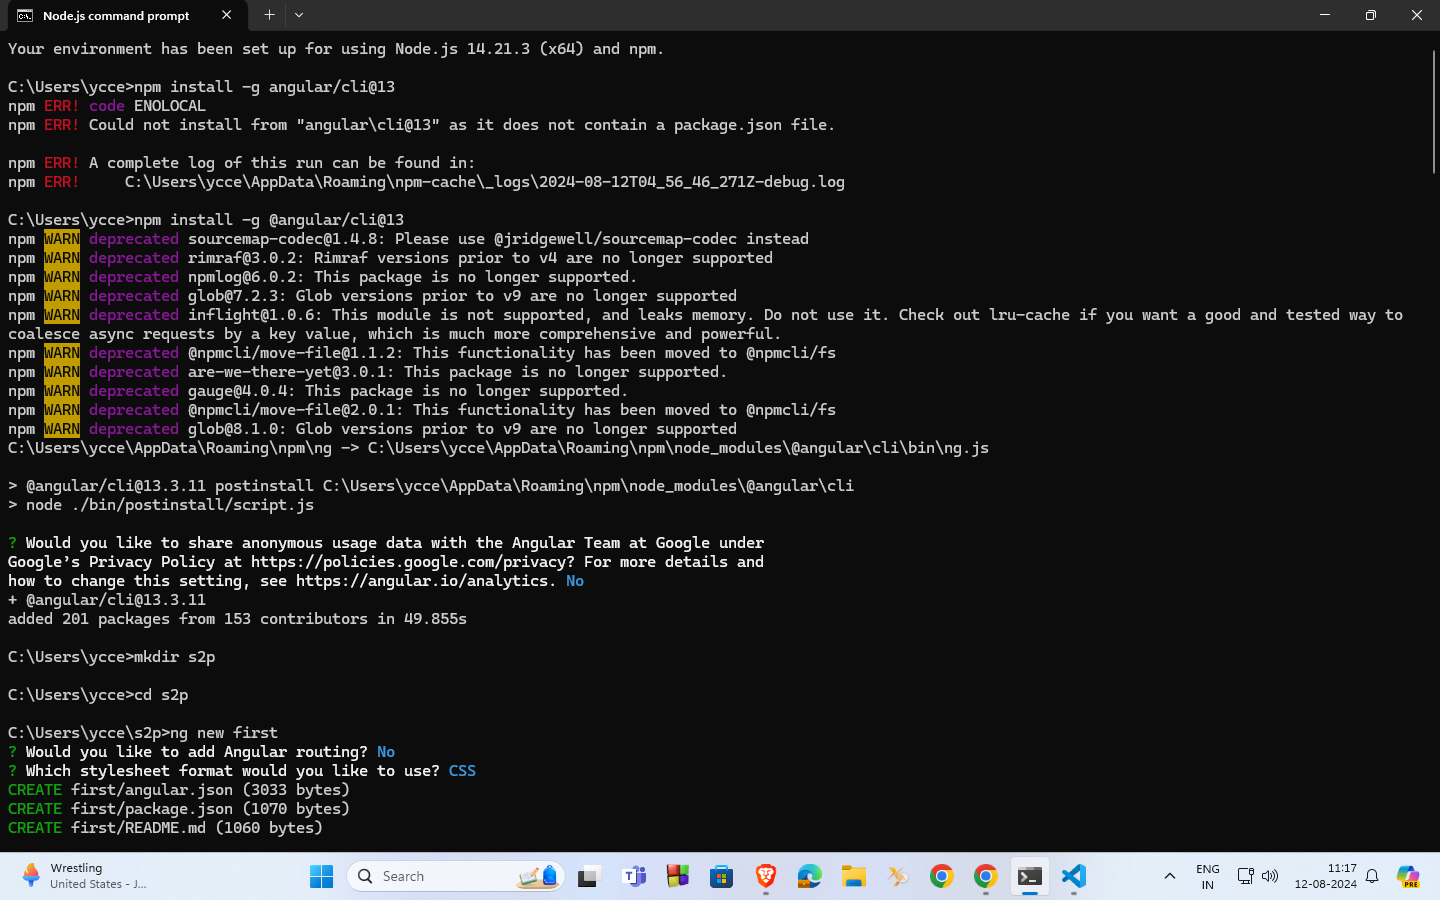 Node.js command prompt
Your environment has been set up for using Node.js 14.21.3 (x64) and npm.
C:\Users\ycce>npm install -g angular/cli@13
npm ERR! code ENOLOCAL
npm ERR! Could not install from "angular\cli@13" as it does not contain a package.json file.
npm ERR! A complete log of this run can be found in:
npm ERR!     C:\Users\ycce\AppData\Roaming\npm-cache\_logs\2024-08-12T04_56_46_271Z-debug.log
C:\Users\ycce>npm install -g @angular/cli@13
npm WARN deprecated sourcemap-codec@1.4.8: Please use @jridgewell/sourcemap-codec instead
npm WARN deprecated rimraf@3.0.2: Rimraf versions prior to v4 are no longer supported
npm WARN deprecated npmlog@6.0.2: This package is no longer supported.
npm WARN deprecated glob@7.2.3: Glob versions prior to v9 are no longer supported
npm WARN deprecated inflight@1.0.6: This module is not supported, and leaks memory. Do not use it. Check out lru-cache if you want a good and tested way to
coalesce async requests by a key value, which is much more comprehensive and powerful.
npm WARN deprecated @npmcli/move-file@1.1.2: This functionality has been moved to @npmcli/fs
npm WARN deprecated are-we-there-yet@3.0.1: This package is no longer supported.
npm WARN deprecated gauge@4.0.4: This package is no longer supported.
npm WARN deprecated @npmcli/move-file@2.0.1: This functionality has been moved to @npmcli/fs
npm WARN deprecated glob@8.1.0: Glob versions prior to v9 are no longer supported
C:\Users\ycce\AppData\Roaming\npm\ng -> C:\Users\ycce\AppData\Roaming\npm\node_modules\@angular\cli\bin\ng.js
> @angular/cli@13.3.11 postinstall C:\Users\ycce\AppData\Roaming\npm\node_modules\@angular\cli
> node ./bin/postinstall/script.js
? Would you like to share anonymous usage data with the Angular Team at Google under
Google’s Privacy Policy at https://policies.google.com/privacy? For more details and
how to change this setting, see https://angular.io/analytics. No
+ @angular/cli@13.3.11
added 201 packages from 153 contributors in 49.855s
C:\Users\ycce>mkdir s2p
C:\Users\ycce>cd s2p
C:\Users\ycce\s2p>ng new first
? Would you like to add Angular routing? No
? Which stylesheet format would you like to use? CSS
CREATE first/angular.json (3033 bytes)
CREATE first/package.json (1070 bytes)
CREATE first/README.md (1060 bytes)
Wrestling
United States - J...
Search
ENG
IN
11:17
12-08-2024
PRE